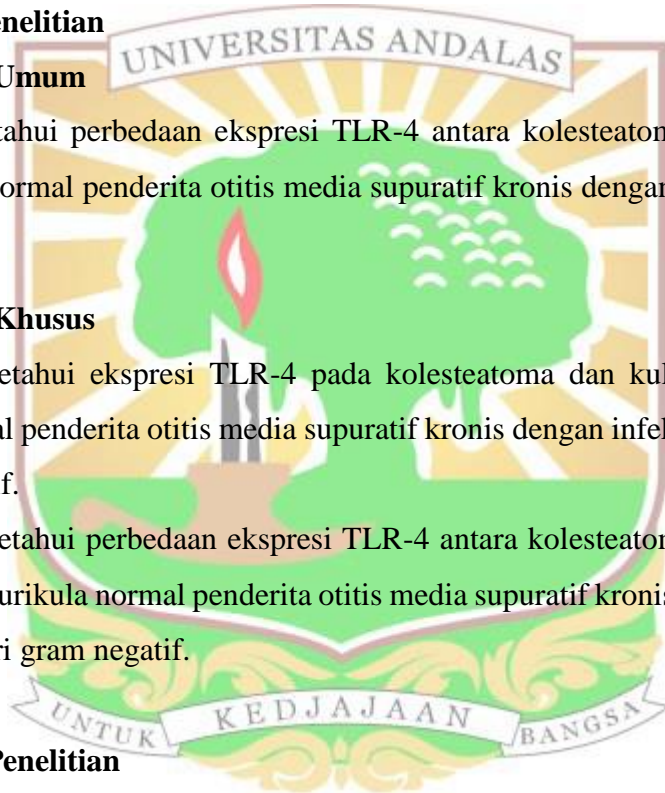 enelitian
UNIVERSITAS ANDALAS
Umum
tahui perbedaan ekspresi TLR-4 antara kolesteaton
normal penderita otitis media supuratif kronis dengan
Khusus
etahui ekspresi TLR-4 pada kolesteatoma dan kul
al penderita otitis media supuratif kronis dengan infek
f.
etahui perbedaan ekspresi TLR-4 antara kolesteaton
urikula normal penderita otitis media supuratif kronis
ri gram negatif.
UNTUK KEDJAJAAN BANGSA
Penelitian